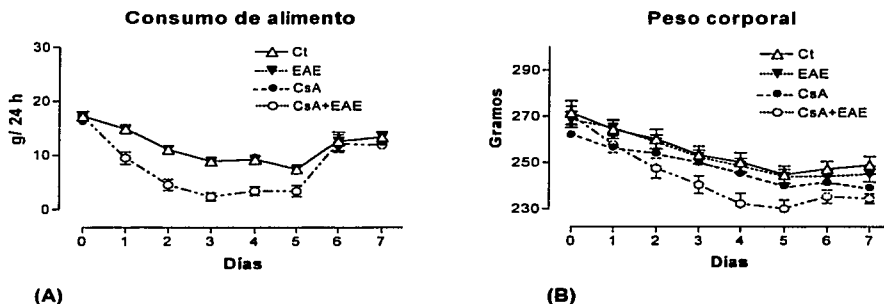 Consumo de alimento
30
20
10
0
g/ 24 h
Ct
EAE
CsA
CsA+EAE
0 1 2 3 4 5 6 7
Días
(A)
Peso corporal
290
270
250
230
Gramos
Ct
EAE
CsA
CsA+EAE
0 1 2 3 4 5 6 7
Días
(B)